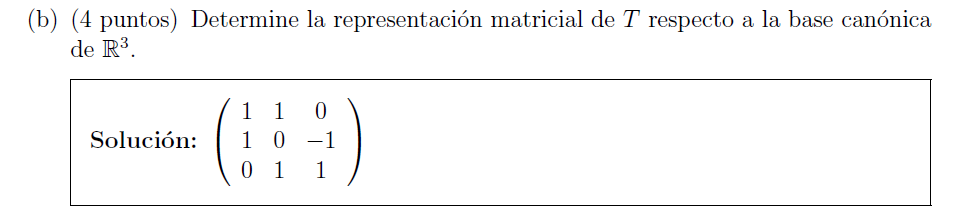 (b) (4 puntos) Determine la representación matricial de T respecto a la base canónica
de ℝ³.
Solución: 
1 1 0
1 0 −1
0 1 1